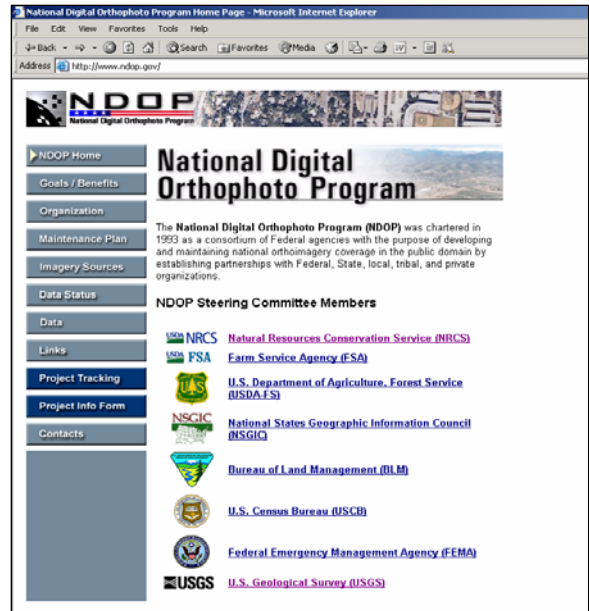 National Digital Orthophoto Program Home Page - Microsoft Internet Explorer
File Edit View Favorites Tools Help
Back Search Favorites Media
Address http://www.ndop.gov/
NDOP
National Digital Orthophoto Program
NDOP Home
Goals / Benefits
Organization
Maintenance Plan
Imagery Sources
Data Status
Data
Links
Project Tracking
Project Info Form
Contacts
National Digital
Orthophoto Program
The National Digital Orthophoto Program (NDOP) was chartered in
1993 as a consortium of Federal agencies with the purpose of developing
and maintaining national orthoimagery coverage in the public domain by
establishing partnerships with Federal, State, local, tribal, and private
organizations.
NDOP Steering Committee Members
USDA NRCS Natural Resources Conservation Service (NRCS)
USDA FSA Farm Service Agency (FSA)
U.S. Department of Agriculture, Forest Service
(USDA-FS)
NSGIC National States Geographic Information Council
(NSGIC)
Bureau of Land Management (BLM)
U.S. Census Bureau (USCB)
Federal Emergency Management Agency (FEMA)
USGS U.S. Geological Survey (USGS)